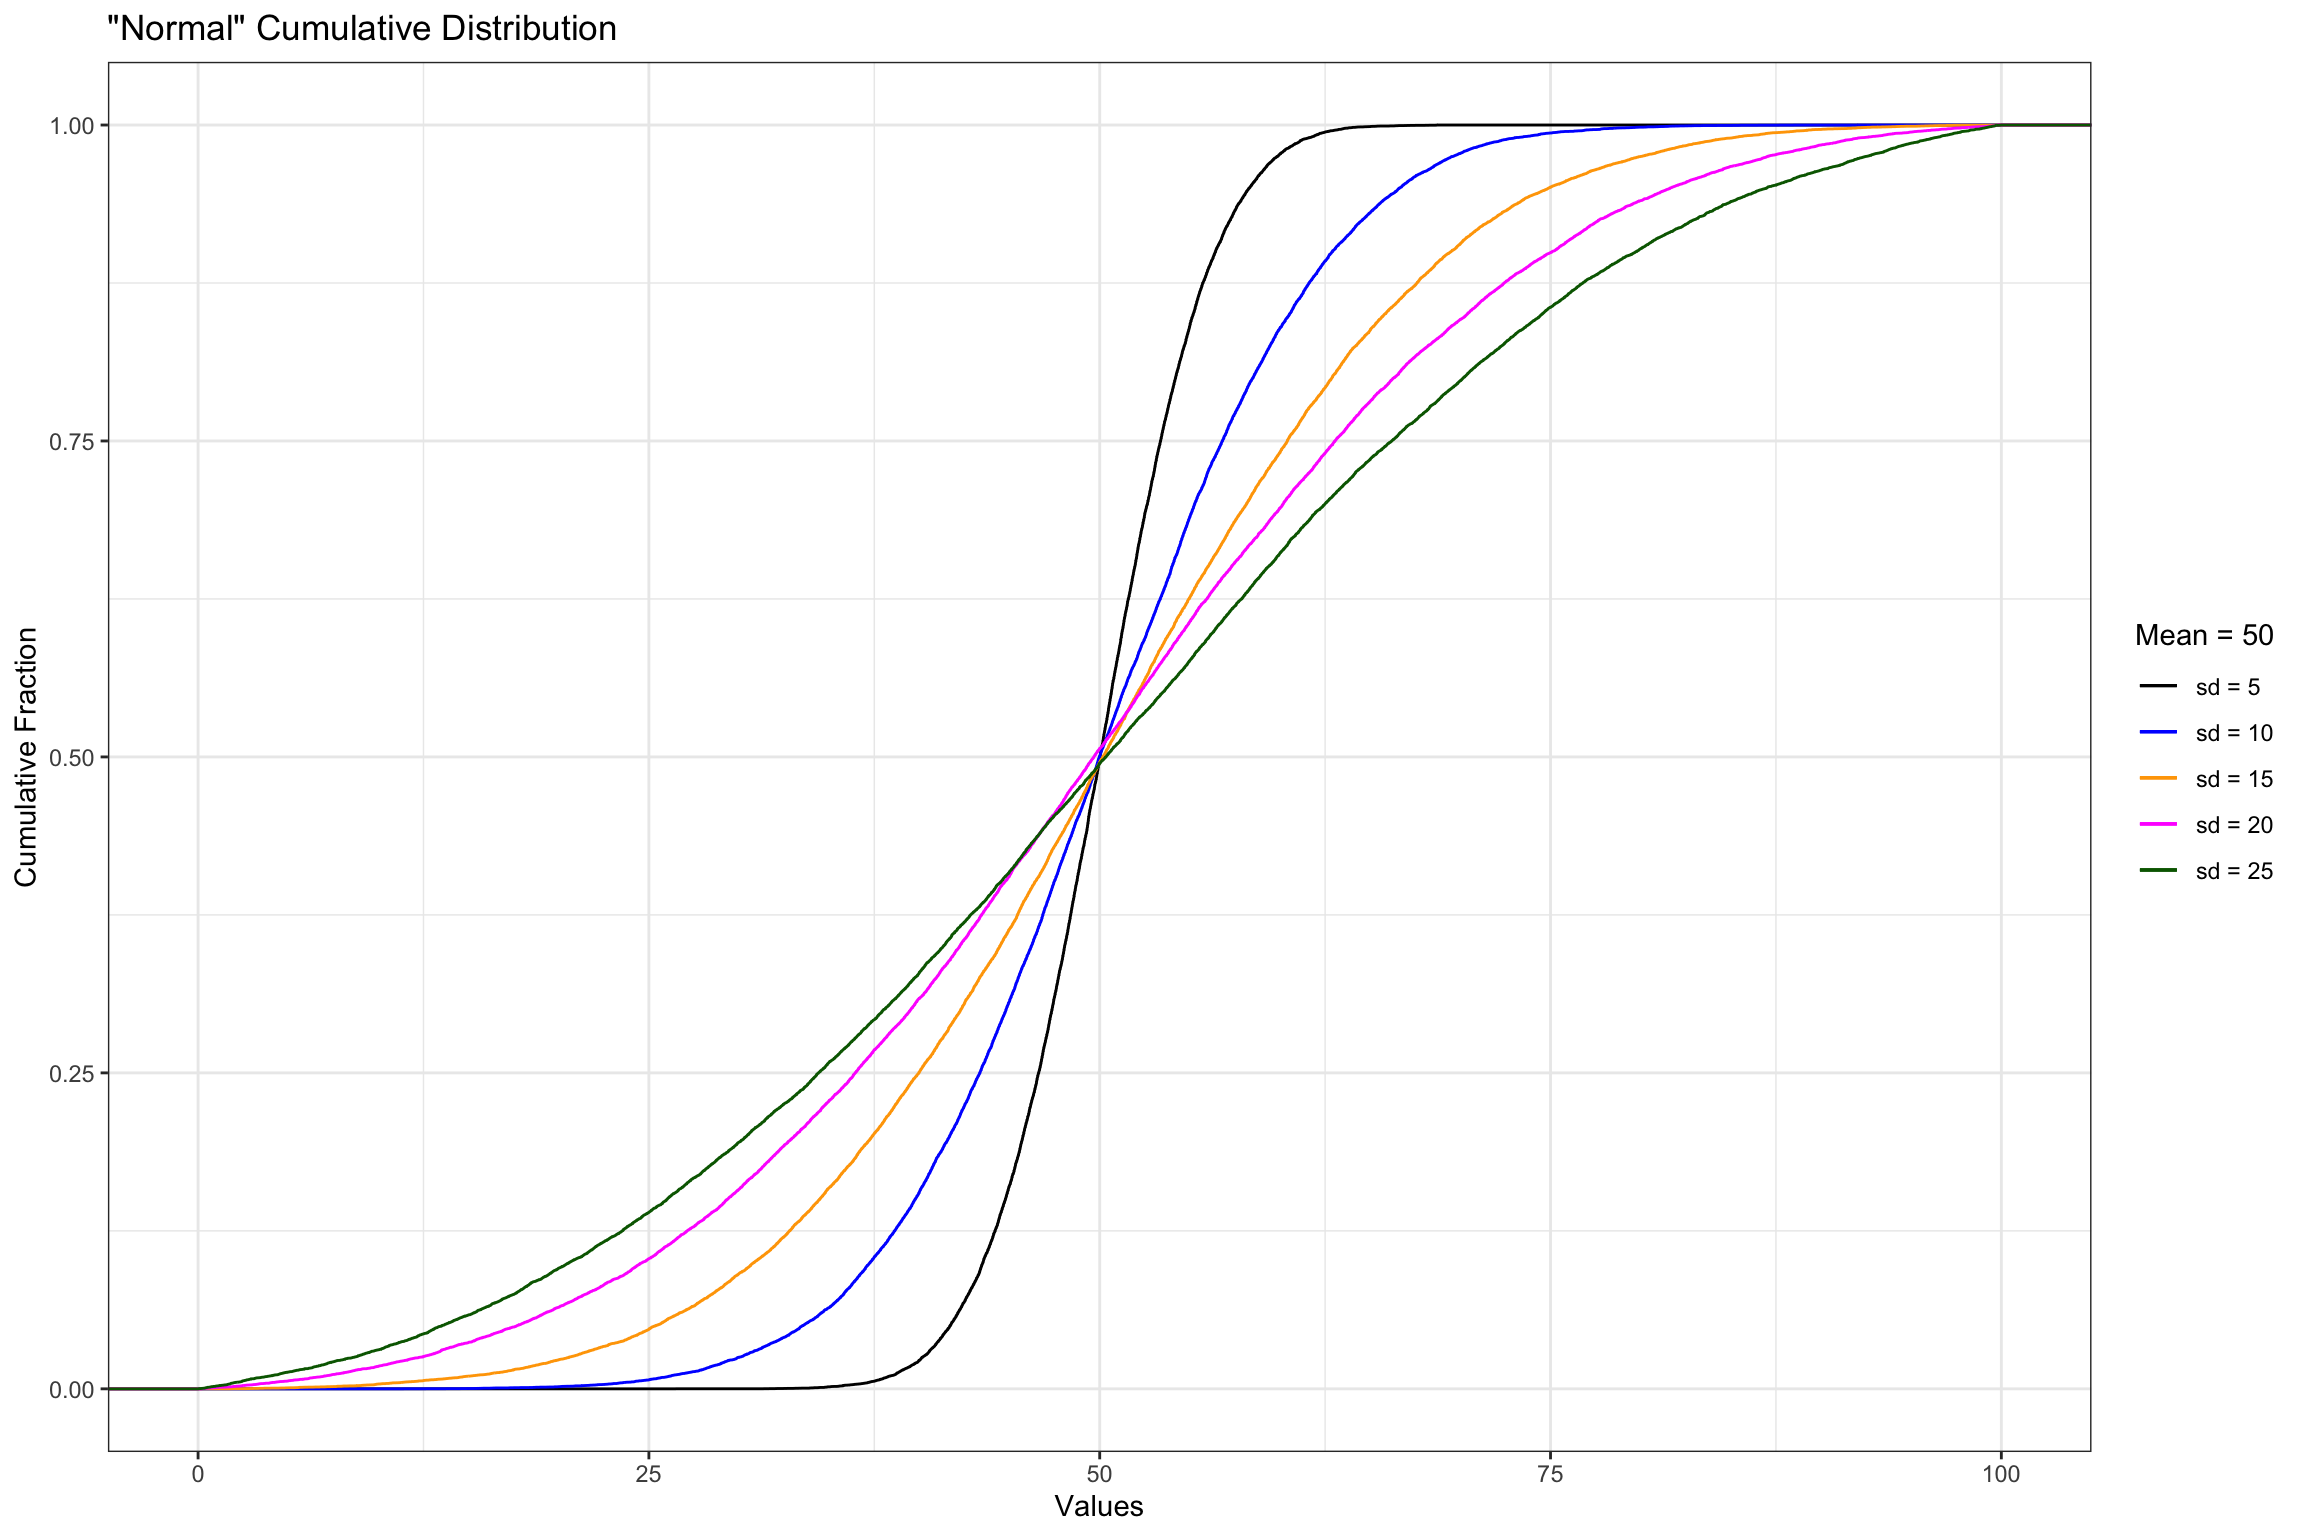 "Normal" Cumulative Distribution
1.00
0.75
0.50
0.25
0.00
Cumulative Fraction
0
25
50
75
100
Values
Mean = 50
sd = 5
sd = 10
sd = 15
sd = 20
sd = 25